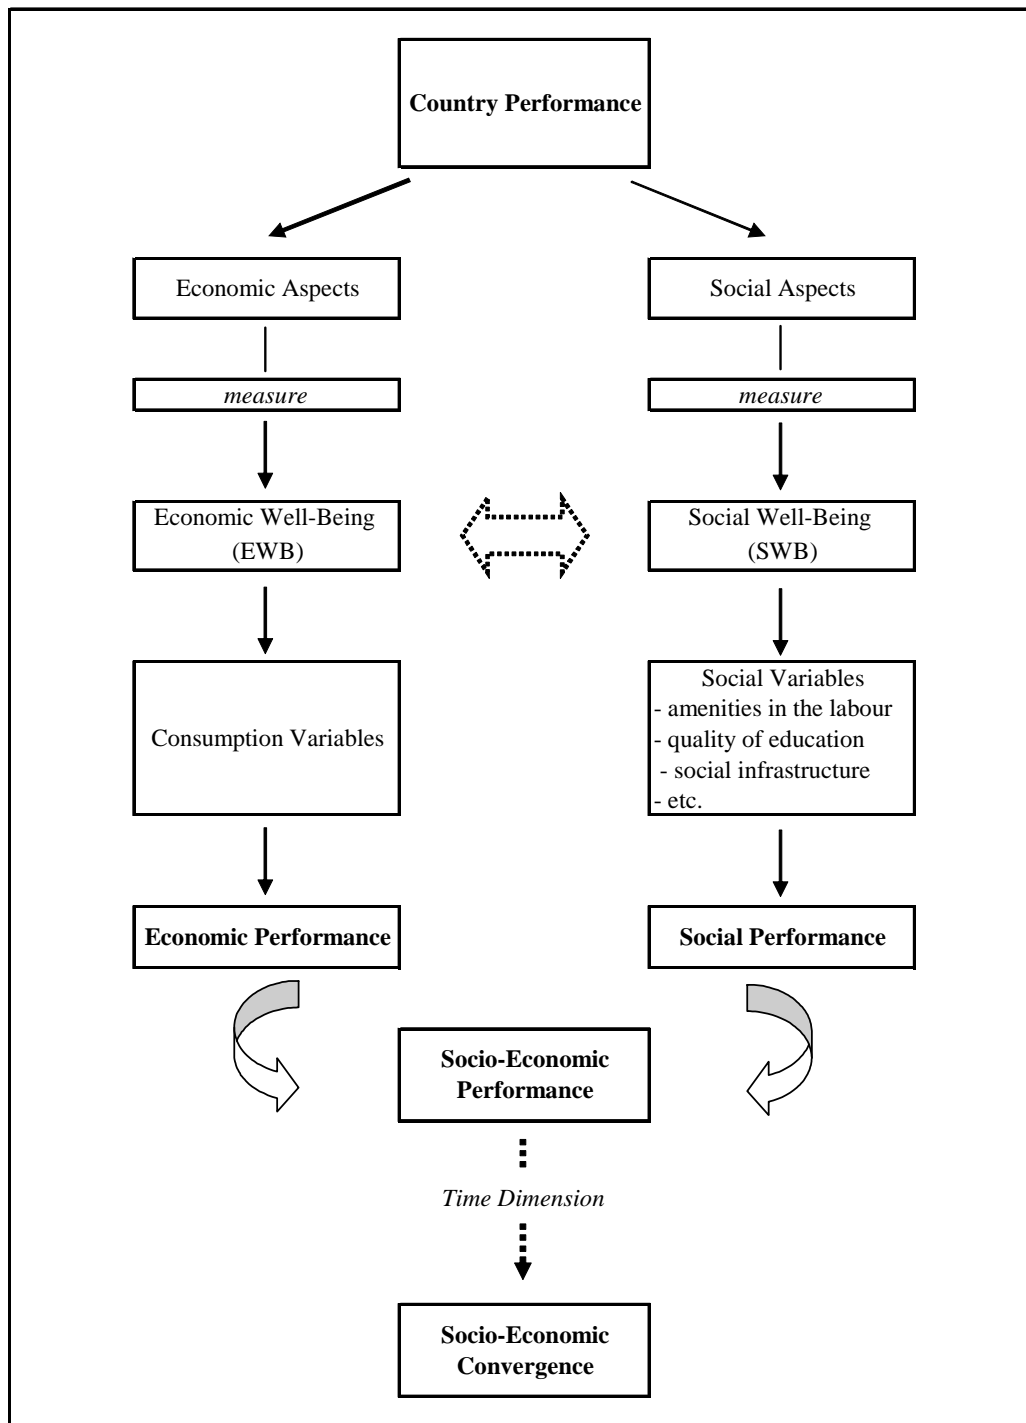 Country Performance
Economic Aspects
Social Aspects
measure
measure
Economic Well-Being
(EWB)
Social Well-Being
(SWB)
Consumption Variables
Social Variables
- amenities in the labour
- quality of education
- social infrastructure
- etc.
Economic Performance
Social Performance
Socio-Economic
Performance
Time Dimension
Socio-Economic
Convergence